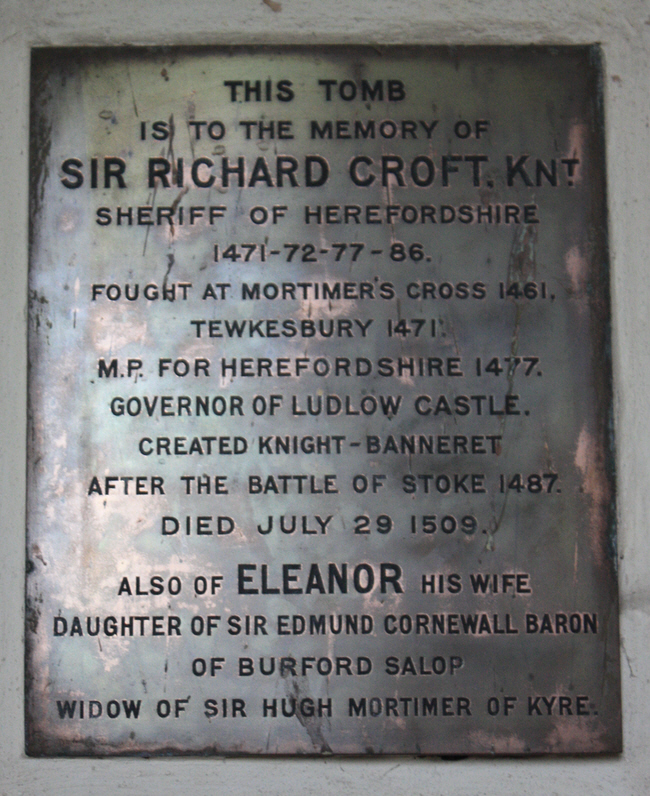 THIS TOMB
IS TO THE MEMORY OF
SIR RICHARD CROFT. KNT
SHERIFF OF HEREFORDSHIRE
1471-72-77-86.
FOUGHT AT MORTIMER'S CROSS 1461,
TEWKESBURY 1471.
M.P. FOR HEREFORDSHIRE 1477.
GOVERNOR OF LUDLOW CASTLE.
CREATED KNIGHT-BANNERET
AFTER THE BATTLE OF STOKE 1487.
DIED JULY 29 1509.
ALSO OF ELEANOR HIS WIFE
DAUGHTER OF SIR EDMUND CORNEWALL BARON
OF BURFORD SALOP
WIDOW OF SIR HUGH MORTIMER OF KYRE.